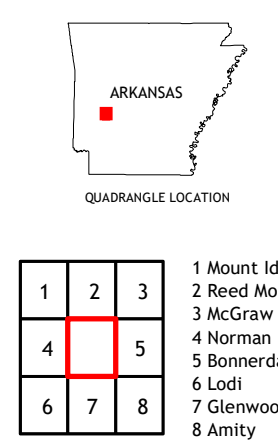 ARKANSAS
QUADRANGLE LOCATION
1 2 3
4 5
6 7 8
1 Mount Id
2 Reed Mo
3 McGraw
4 Norman
5 Bonnerda
6 Lodi
7 Glenwoo
8 Amity